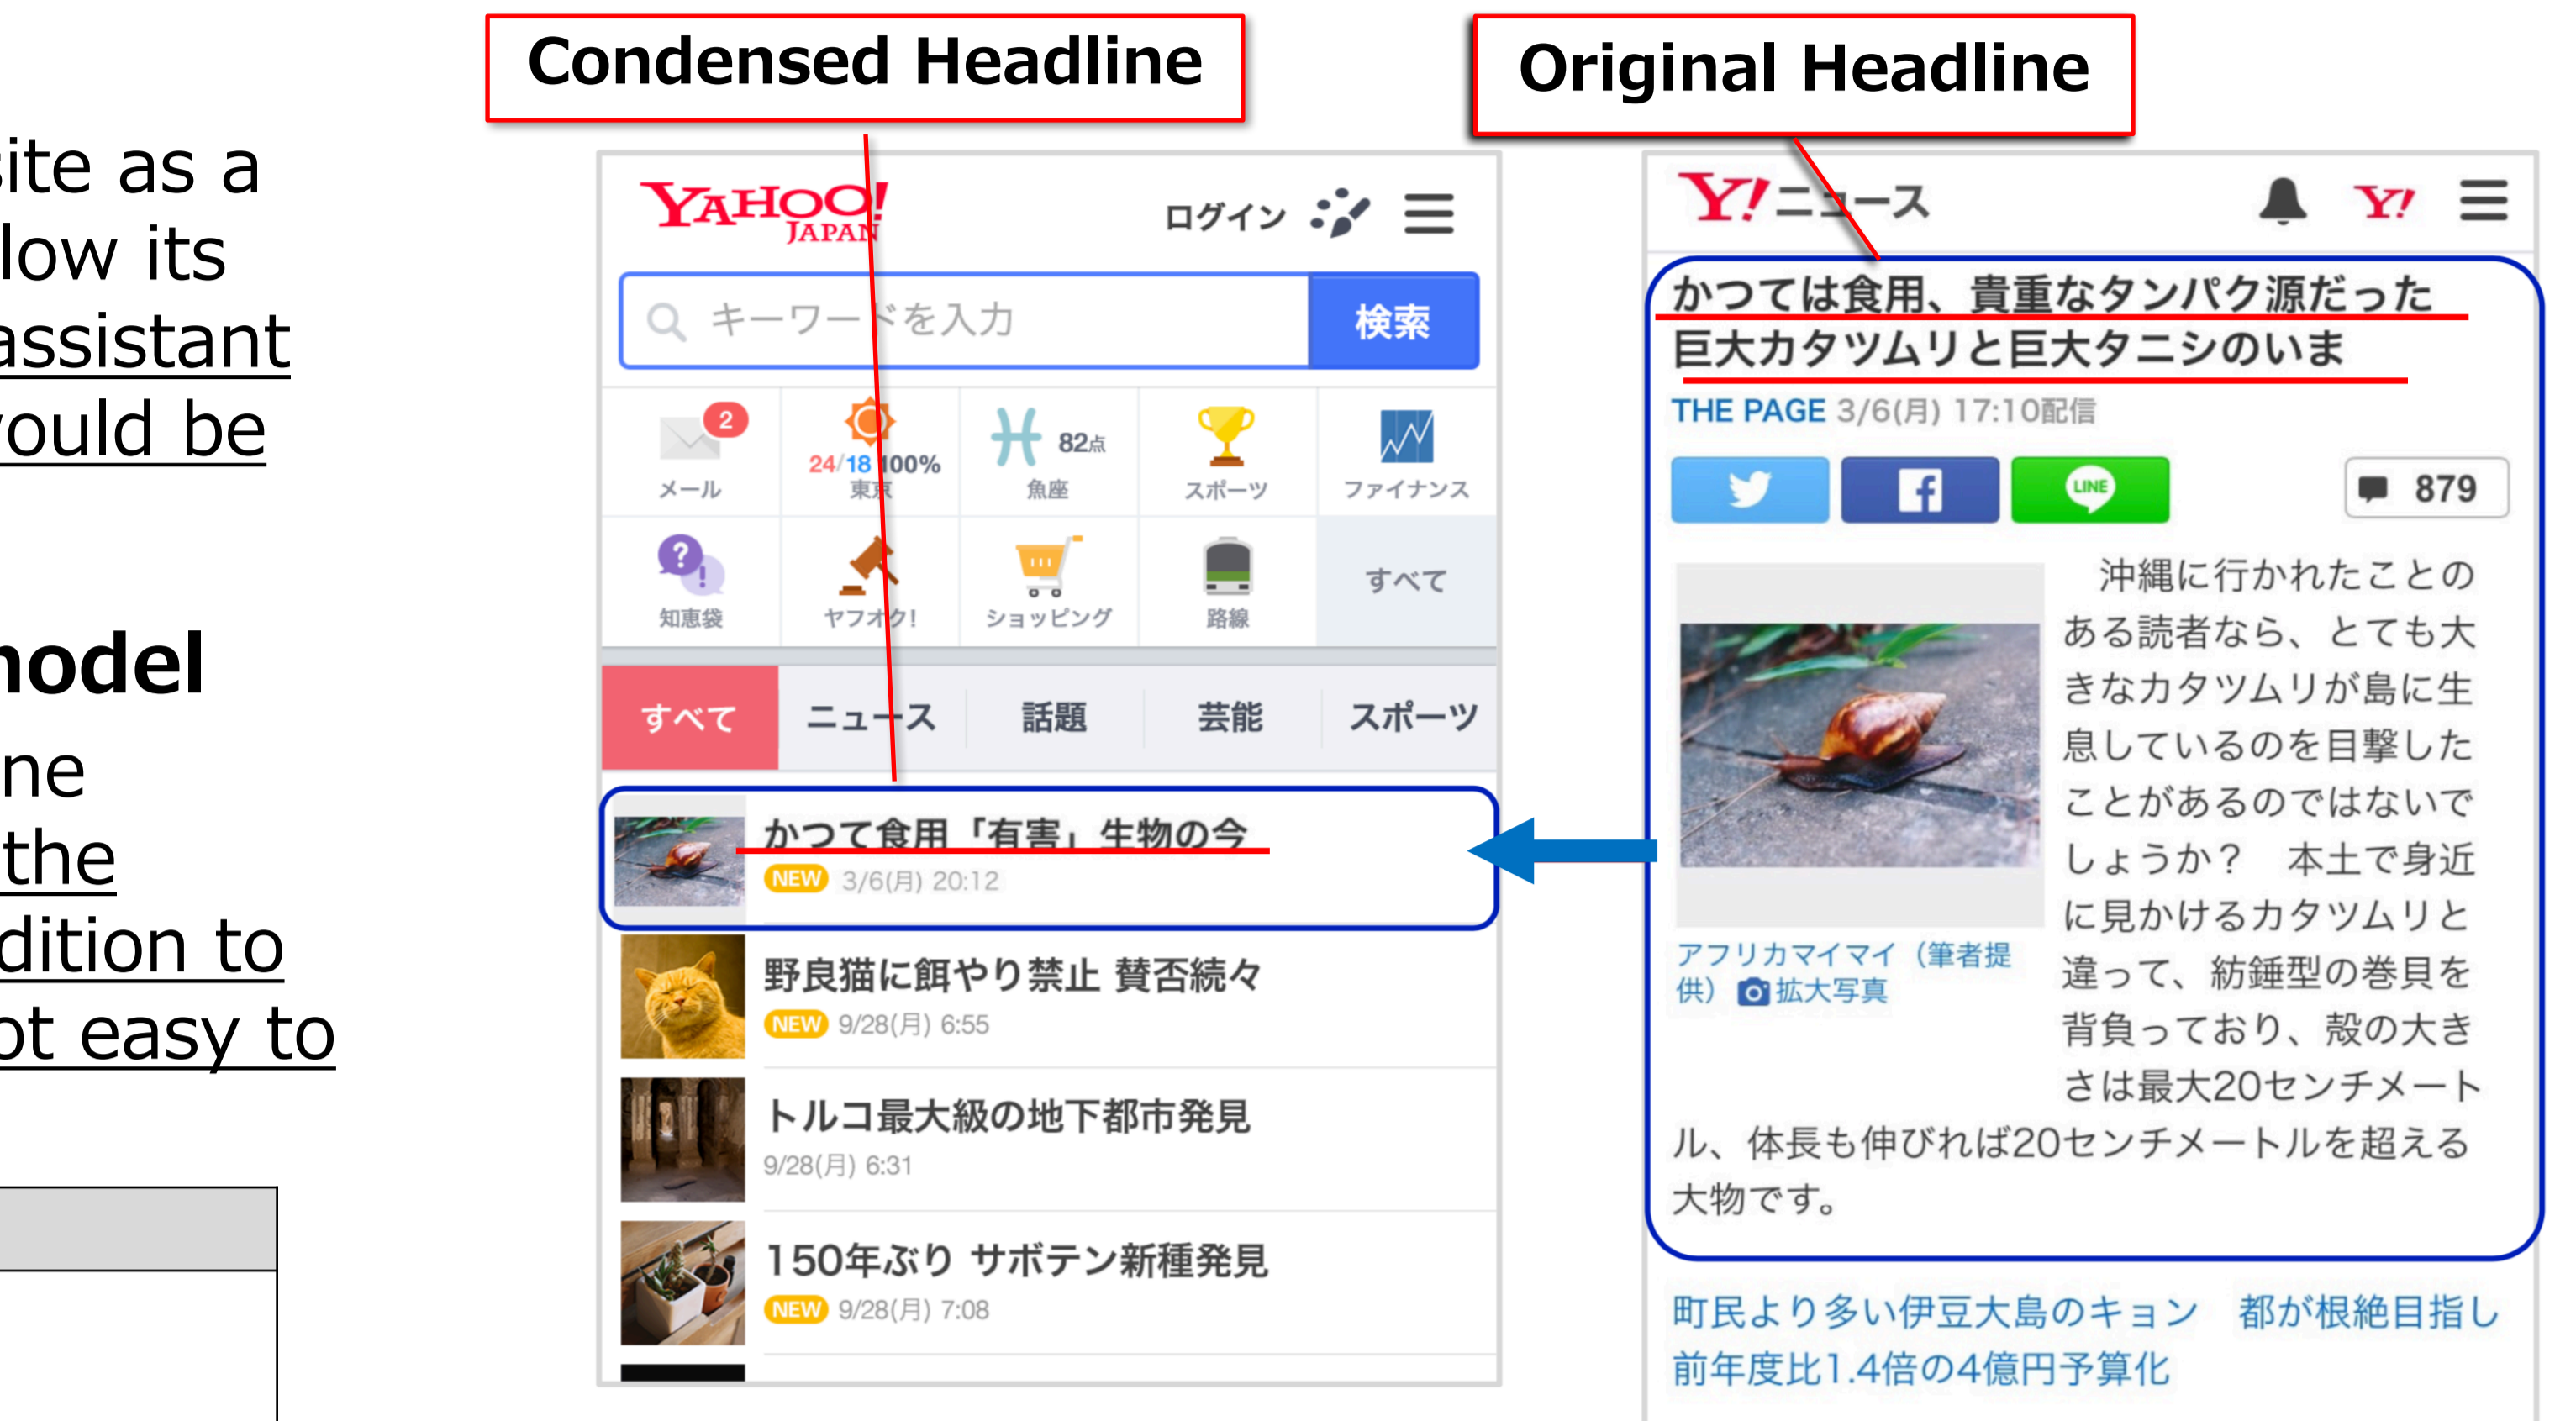 Condensed Headline
Original Headline
site as a
low its
assistant
would be
model
ne
the
dition to
ot easy to
YAHOO!
JAPAN
ログイン
キーワードを入力
検索
2
メール
24/18 100%
東京
82点
魚座
スポーツ
ファイナンス
知恵袋
ヤフオク!
ショッピング
路線
すべて
すべて
ニュース
話題
芸能
スポーツ
かつて食用「有害」生物の今
NEW 3/6(月) 20:12
野良猫に餌やり禁止 賛否続々
NEW 9/28(月) 6:55
トルコ最大級の地下都市発見
9/28(月) 6:31
150年ぶり サボテン新種発見
NEW 9/28(月) 7:08
Y!ニュース
Y!
かつては食用、貴重なタンパク源だった
巨大カタツムリと巨大タニシのいま
THE PAGE 3/6(月) 17:10配信
LINE
879
沖縄に行かれたことの
ある読者なら、とても大
きなカタツムリが島に生
息しているのを目撃した
ことがあるのではないで
しょうか？　本土で身近
に見かけるカタツムリと
違って、紡錘型の巻貝を
背負っており、殻の大き
さは最大20センチメート
ル、体長も伸びれば20センチメートルを超える
大物です。
アフリカマイマイ（筆者提
供） 拡大写真
町民より多い伊豆大島のキョン　都が根絶目指し
前年度比1.4倍の4億円予算化